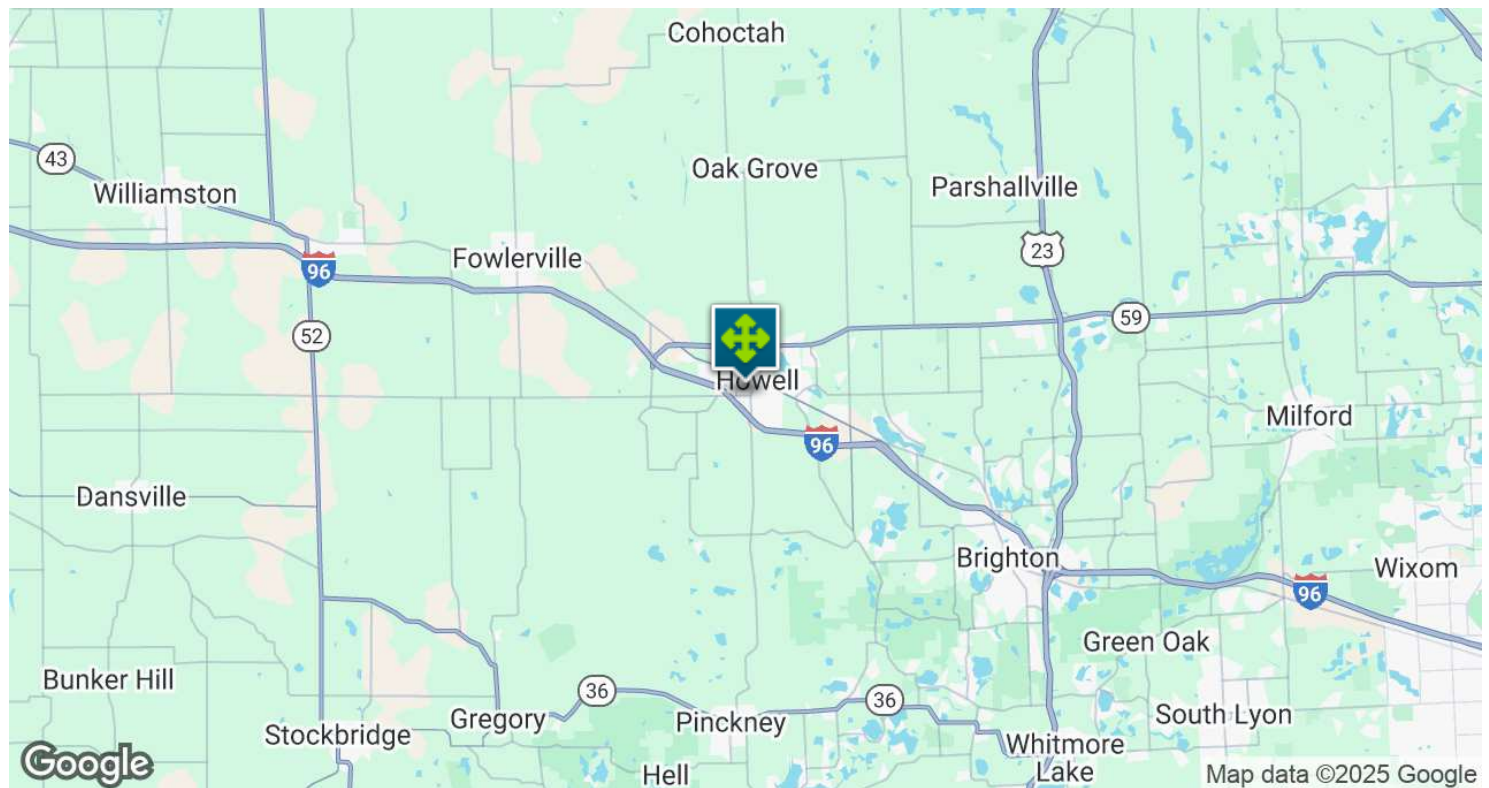 Cohoctah
43
Oak Grove
Williamston
Parshallville
23
Fowlerville
96
59
52
Howell
Milford
96
Dansville
Brighton
Wixom
96
Green Oak
Bunker Hill
36
36
Gregory
Pinckney
South Lyon
Stockbridge
Whitmore
Lake
Google
Hell
Map data ©2025 Google